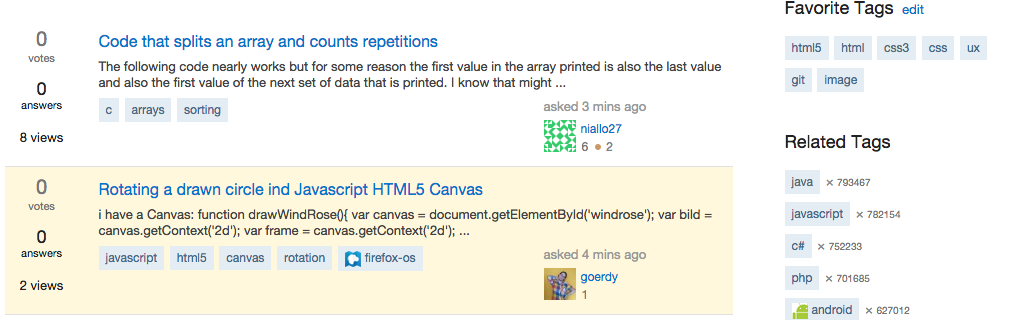 0
votes
0
answers
8 views
Code that splits an array and counts repetitions
The following code nearly works but for some reason the first value in the array printed is also the last value
and also the first value of the next set of data that is printed. I know that might ...
c arrays sorting
asked 3 mins ago
niallo27
6 2
0
votes
0
answers
2 views
Rotating a drawn circle ind Javascript HTML5 Canvas
i have a Canvas: function drawWindRose(){ var canvas = document.getElementById('windrose'); var bild =
canvas.getContext('2d'); var frame = canvas.getContext('2d'); ...
javascript html5 canvas rotation firefox-os
asked 4 mins ago
goerdy
1
Favorite Tags edit
html5 html css3 css ux
git image
Related Tags
java × 793467
javascript × 782154
c# × 752233
php × 701685
android × 627012